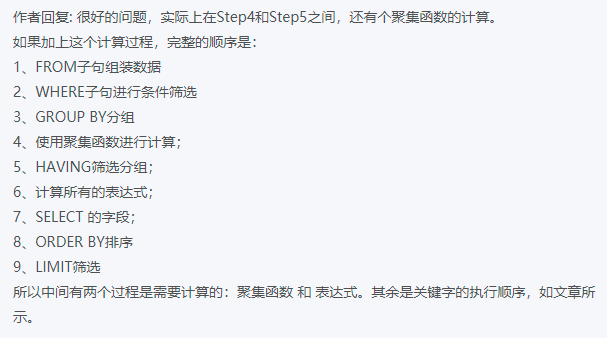 作者回复: 很好的问题，实际上在Step4和Step5之间，还有个聚集函数的计算。
如果加上这个计算过程，完整的顺序是：
1、FROM子句组装数据
2、WHERE子句进行条件筛选
3、GROUP BY分组
4、使用聚集函数进行计算；
5、HAVING筛选分组；
6、计算所有的表达式；
7、SELECT 的字段；
8、ORDER BY排序
9、LIMIT筛选
所以中间有两个过程是需要计算的：聚集函数 和 表达式。其余是关键字的执行顺序，如文章所
示。